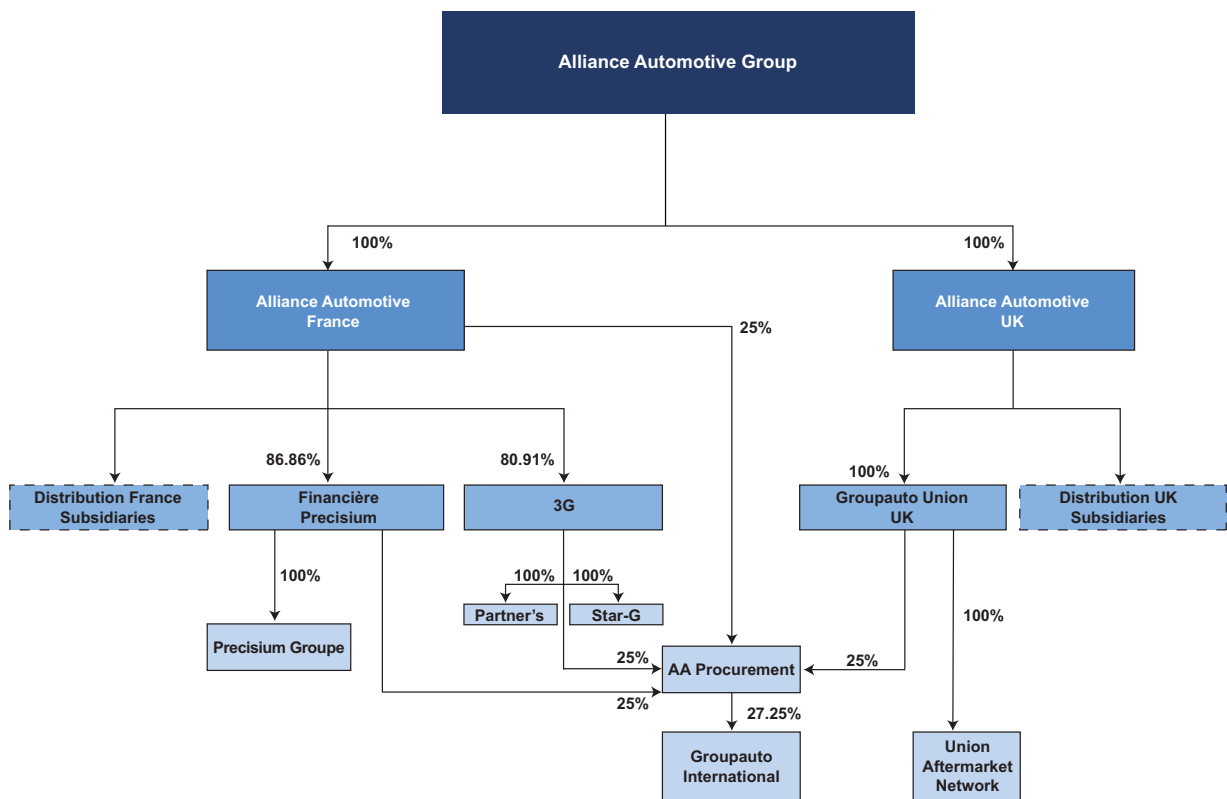 Alliance Automotive Group
100%
100%
Alliance Automotive
France
Alliance Automotive
UK
25%
86.86%
80.91%
100%
Distribution France
Subsidiaries
Financière
Precisium
3G
Groupauto Union
UK
Distribution UK
Subsidiaries
100%
100%
100%
100%
Partner’s
Star-G
Precisium Groupe
25%
AA Procurement
25%
25%
27.25%
Groupauto
International
Union
Aftermarket
Network